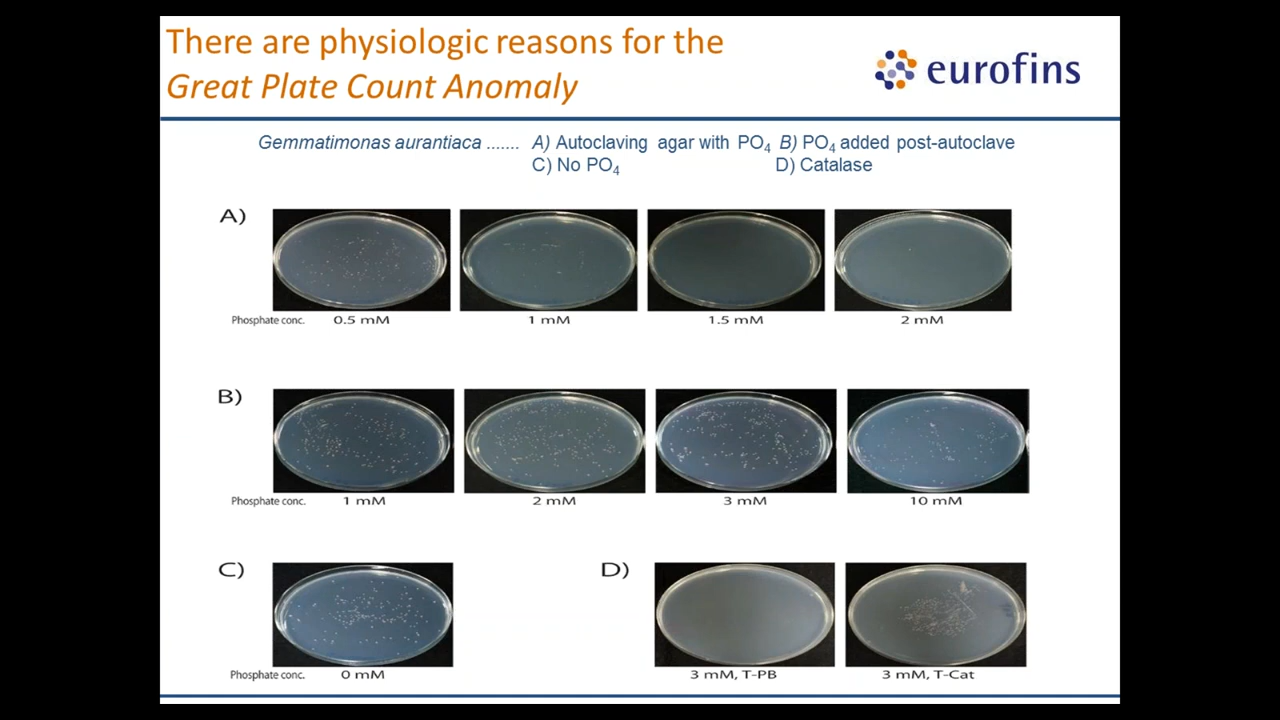 There are physiologic reasons for the
Great Plate Count Anomaly
eurofins
Gemmatimonas aurantiaca ....... A) Autoclaving agar with PO₄ B) PO₄ added post-autoclave
C) No PO₄ D) Catalase
A)
Phosphate conc. 0.5 mM 1 mM 1.5 mM 2 mM
B)
Phosphate conc. 1 mM 2 mM 3 mM 10 mM
C) D)
Phosphate conc. 0 mM 3 mM, T-PB 3 mM, T-Cat